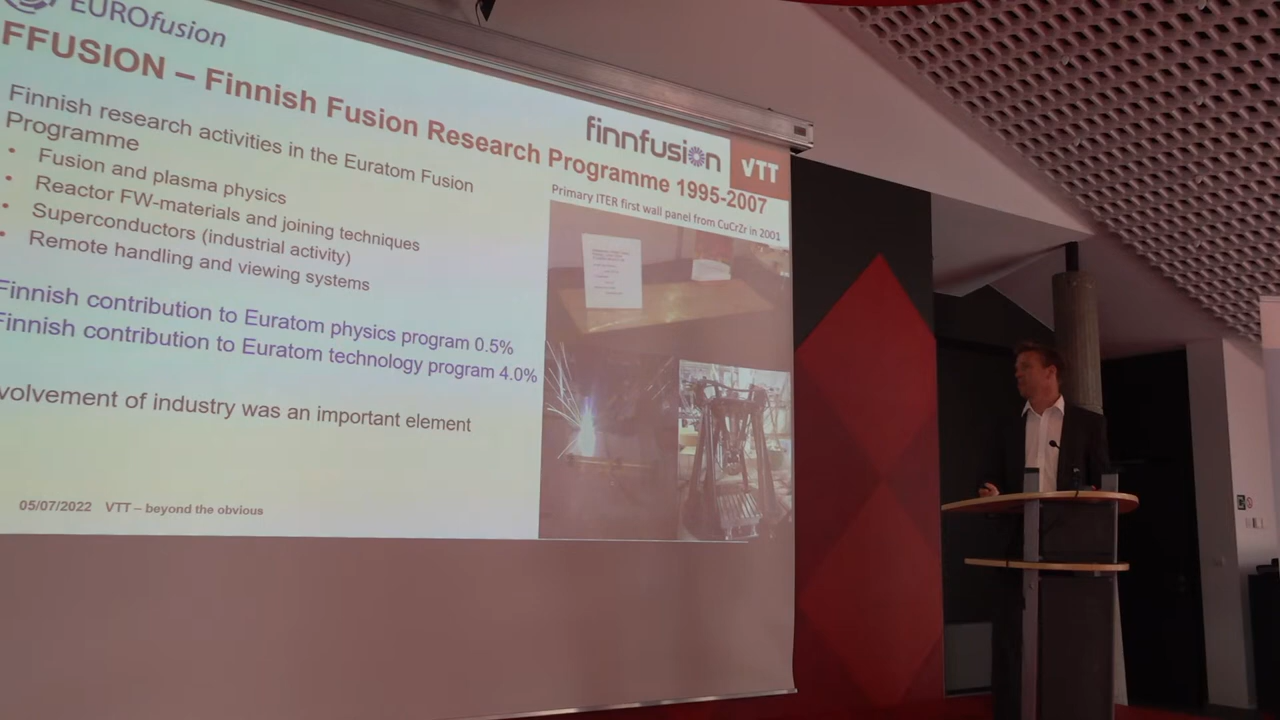 EUROfusion
FFUSION – Finnish Fusion Research Programme 1995-2007
finnfusion
VTT
Finnish research activities in the Euratom Fusion
Programme
• Fusion and plasma physics
• Reactor FW-materials and joining techniques
• Superconductors (industrial activity)
• Remote handling and viewing systems
Finnish contribution to Euratom physics program 0.5%
Finnish contribution to Euratom technology program 4.0%
volvement of industry was an important element
Primary ITER first wall panel from CuCrZr in 2001
05/07/2022 VTT – beyond the obvious